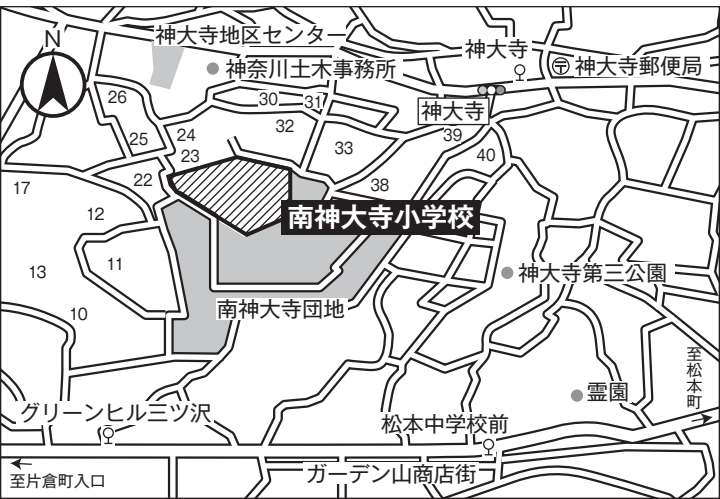 N
神大寺地区センター
神大寺
神奈川土木事務所
〒神大寺郵便局
26
30
31
神大寺
25
24
32
39
23
33
40
22
38
17
12
南神大寺小学校
11
13
神大寺第三公園
10
南神大寺団地
至松本町
霊園
グリーンヒル三ツ沢
松本中学校前
至片倉町入口
ガーデン山商店街